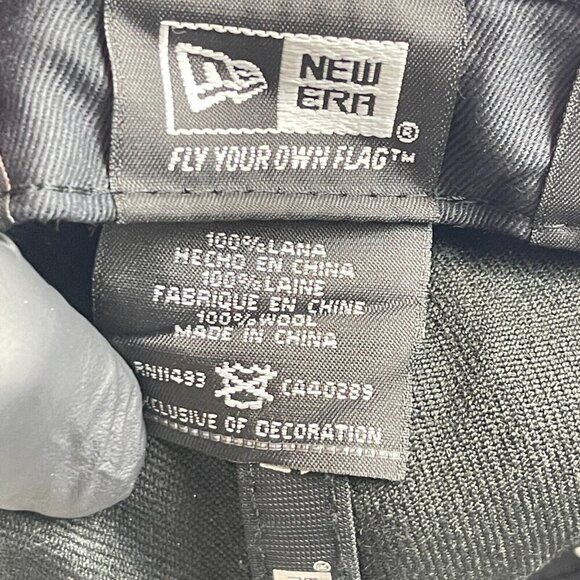 NEW
ERA®
FLY YOUR OWN FLAG™
100% LANA
HECHO EN CHINA
100% LAINE
FABRIQUE EN CHINE
100% WOOL
MADE IN CHINA
RN11493 CA40289
EXCLUSIVE OF DECORATION